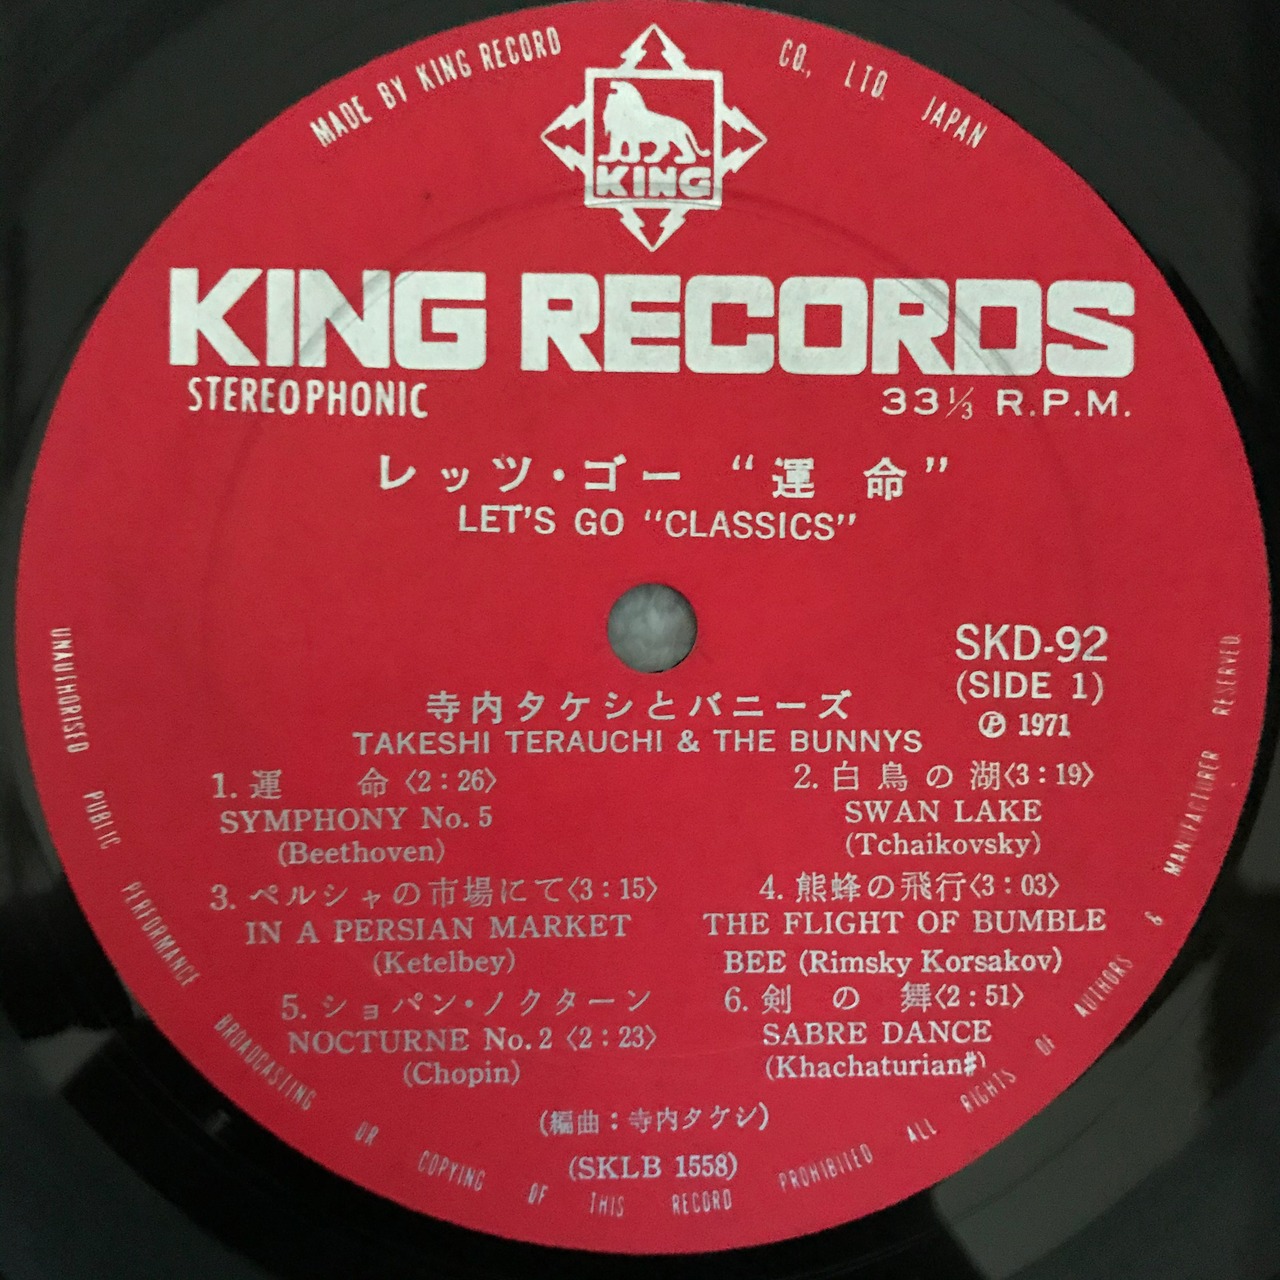 MADE BY KING RECORD CO., LTD. JAPAN
KING
KING RECORDS
STEREOPHONIC
33⅓ R.P.M.
レッツ・ゴー “運 命”
LET'S GO “CLASSICS”
SKD-92
(SIDE 1)
Ⓟ 1971
寺内タケシとバニーズ
TAKESHI TERAUCHI & THE BUNNYS
1. 運 命〈2:26〉
SYMPHONY No. 5
(Beethoven)
2. 白鳥の湖〈3:19〉
SWAN LAKE
(Tchaikovsky)
3. ペルシャの市場にて〈3:15〉
IN A PERSIAN MARKET
(Ketelbey)
4. 熊蜂の飛行〈3:03〉
THE FLIGHT OF BUMBLE
BEE (Rimsky Korsakov)
5. ショパン・ノクターン
NOCTURNE No. 2〈2:23〉
(Chopin)
6. 剣 の 舞〈2:51〉
SABRE DANCE
(Khachaturian♯)
(編曲:寺内タケシ)
(SKLB 1558)
UNAUTHORISED PUBLIC PERFORMANCE BROADCASTING OR COPYING OF THIS RECORD PROHIBITED ALL RIGHTS OF AUTHORS & MANUFACTURER RESERVED.